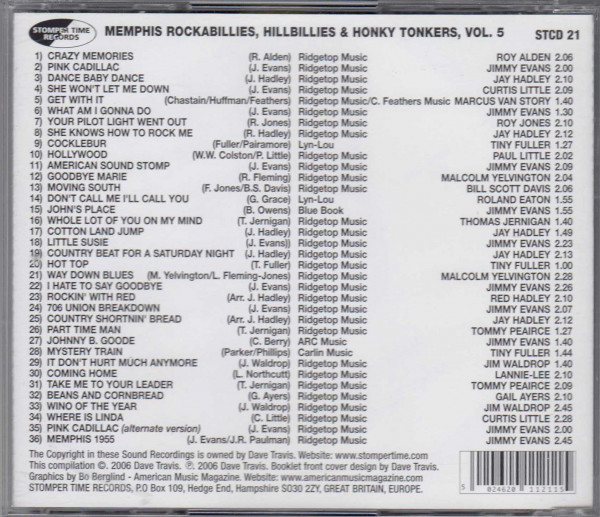 STOMPER TIME RECORDS MEMPHIS ROCKABILLIES, HILLBILLIES & HONKY TONKERS, VOL. 5 STCD 21
1) CRAZY MEMORIES (R. Alden) Ridgetop Music ROY ALDEN 2.06
2) PINK CADILLAC (J. Evans) Ridgetop Music JIMMY EVANS 2.00
3) DANCE BABY DANCE (J. Hadley) Ridgetop Music JAY HADLEY 2.10
4) SHE WON'T LET ME DOWN (J. Evans) Ridgetop Music CURTIS LITTLE 2.09
5) GET WITH IT (Chastain/Huffman/Feathers) Ridgetop Music/C. Feathers Music MARCUS VAN STORY 1.40
6) WHAT AM I GONNA DO (J. Evans) Ridgetop Music JIMMY EVANS 1.30
7) YOUR PILOT LIGHT WENT OUT (R. Jones) Ridgetop Music ROY JONES 2.10
8) SHE KNOWS HOW TO ROCK ME (R. Hadley) Ridgetop Music JAY HADLEY 2.12
9) COCKLEBUR (Fuller/Pairamore) Lyn-Lou TINY FULLER 1.27
10) HOLLYWOOD (W.W. Colston/P. Little) Ridgetop Music PAUL LITTLE 2.02
11) AMERICAN SOUND STOMP (J. Evans) Ridgetop Music JIMMY EVANS 2.09
12) GOODBYE MARIE (R. Fleming) Ridgetop Music MALCOLM YELVINGTON 2.04
13) MOVING SOUTH (F. Jones/B.S. Davis) Ridgetop Music BILL SCOTT DAVIS 2.06
14) DON'T CALL ME I'LL CALL YOU (G. Grace) Lyn-Lou ROLAND EATON 1.55
15) JOHN'S PLACE (B. Owens) Blue Book JIMMY EVANS 1.55
16) WHOLE LOT OF YOU ON MY MIND (T. Jernigan) Ridgetop Music THOMAS JERNIGAN 1.40
17) COTTON LAND JUMP (J. Hadley) Ridgetop Music JAY HADLEY 1.49
18) LITTLE SUSIE (J. Evans)) Ridgetop Music JIMMY EVANS 2.23
19) COUNTRY BEAT FOR A SATURDAY NIGHT (J. Hadley) Ridgetop Music JAY HADLEY 2.13
20) HOT TOP (T. Fuller) Ridgetop Music TINY FULLER 1.00
21) WAY DOWN BLUES (M. Yelvington/L. Fleming-Jones) Ridgetop Music MALCOLM YELVINGTON 2.28
22) I HATE TO SAY GOODBYE (J. Evans) Ridgetop Music JIMMY EVANS 2.26
23) ROCKIN' WITH RED (Arr. J. Hadley) Ridgetop Music RED HADLEY 2.10
24) 706 UNION BREAKDOWN (J. Evans) Ridgetop Music JIMMY EVANS 2.07
25) COUNTRY SHORTNIN' BREAD (Arr. J. Hadley) Ridgetop Music JAY HADLEY 2.12
26) PART TIME MAN (T. Jernigan) Ridgetop Music TOMMY PEAIRCE 1.27
27) JOHNNY B. GOODE (C. Berry) ARC Music JIMMY EVANS 2.00
28) MYSTERY TRAIN (Parker/Phillips) Carlin Music TINY FULLER 1.44
29) IT DON'T HURT MUCH ANYMORE (J. Waldrop) Ridgetop Music JIM WALDROP 1.40
30) COMING HOME (L. Northcutt) Ridgetop Music LANNIE-LEE 2.10
31) TAKE ME TO YOUR LEADER (T. Jernigan) Ridgetop Music TOMMY PEAIRCE 2.09
32) BEANS AND CORNBREAD (G. Ayers) Ridgetop Music GAIL AYERS 2.10
33) WINO OF THE YEAR (J. Waldrop) Ridgetop Music JIM WALDROP 2.45
34) WHERE IS LINDA (C. Little) Ridgetop Music CURTIS LITTLE 2.28
35) PINK CADILLAC (alternate version) (J. Evans) Ridgetop Music JIMMY EVANS 2.00
36) MEMPHIS 1955 (J. Evans/J.R. Paulman) Ridgetop Music JIMMY EVANS 2.45
The Copyright in these Sound Recordings is owned by Dave Travis. Website: www.stompertime.com
This compilation ©. 2006 Dave Travis. ℗. 2006 Dave Travis. Booklet front cover design by Dave Travis.
Graphics by Bo Berglind - American Music Magazine. Website: www.americanmusicmagazine.com
STOMPER TIME RECORDS, P.O Box 109, Hedge End, Hampshire SO30 2ZY, GREAT BRITAIN, EUROPE.
5 024620 112115